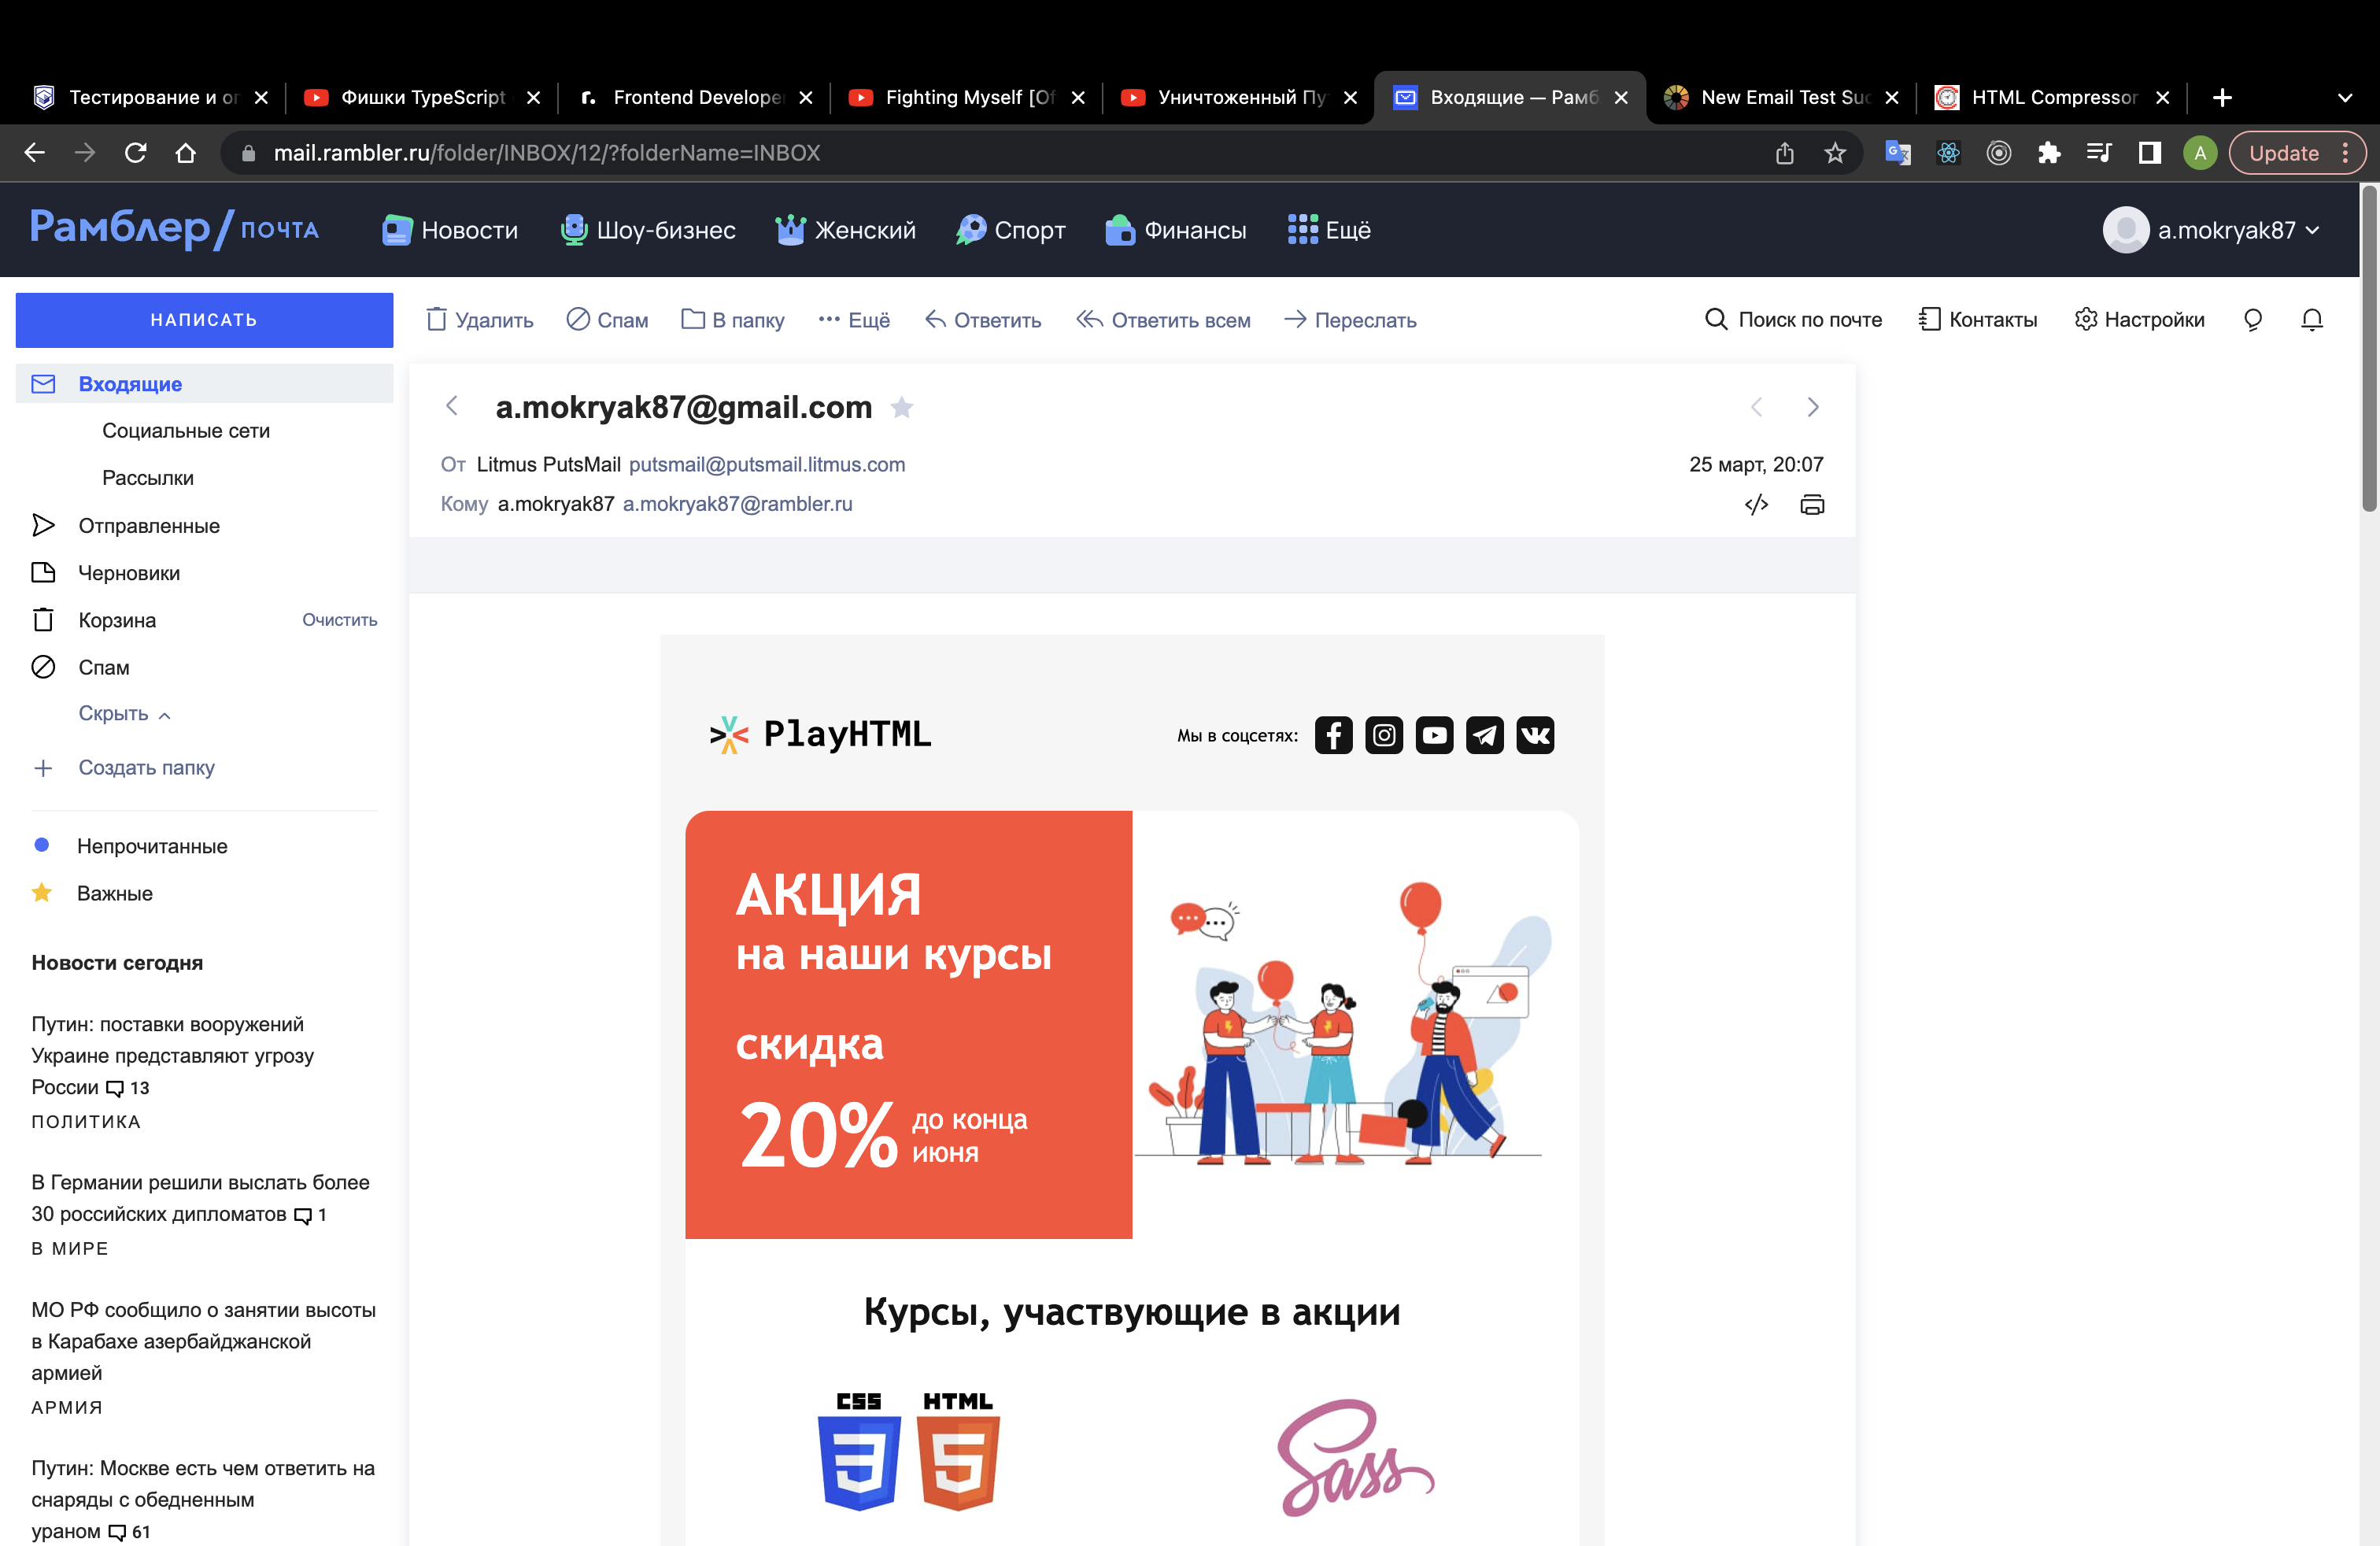 Тестирование и оп
Фишки TypeScript
Frontend Develope
Fighting Myself [Of
Уничтоженный Пу
Входящие — Рамб
New Email Test Suc
HTML Compressor
mail.rambler.ru/folder/INBOX/12/?folderName=INBOX
A
Update
Рамблер/ПОЧТА
Новости
Шоу-бизнес
Женский
Спорт
Финансы
Ещё
a.mokryak87
НАПИСАТЬ
Удалить
Спам
В папку
Ещё
Ответить
Ответить всем
Переслать
Поиск по почте
Контакты
Настройки
Входящие
Социальные сети
Рассылки
Отправленные
Черновики
Корзина
Очистить
Спам
Скрыть
Создать папку
Непрочитанные
Важные
Новости сегодня
Путин: поставки вооружений
Украине представляют угрозу
России 13
ПОЛИТИКА
В Германии решили выслать более
30 российских дипломатов 1
В МИРЕ
МО РФ сообщило о занятии высоты
в Карабахе азербайджанской
армией
АРМИЯ
Путин: Москве есть чем ответить на
снаряды с обедненным
ураном 61
a.mokryak87@gmail.com
От Litmus PutsMail putsmail@putsmail.litmus.com
25 март, 20:07
Кому a.mokryak87 a.mokryak87@rambler.ru
PlayHTML
Мы в соцсетях:
АКЦИЯ
на наши курсы
скидка
20% до конца
июня
Курсы, участвующие в акции
CSS HTML
Sass